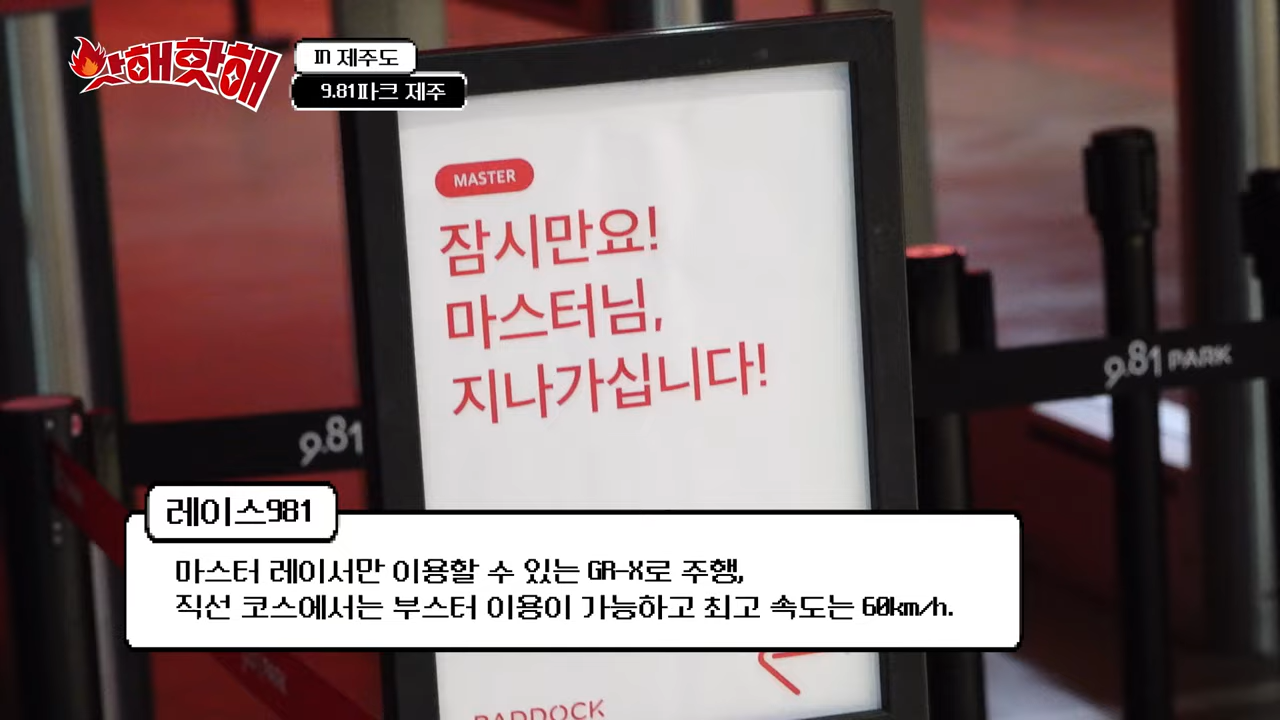 핫해핫해
in 제주도
9.81파크 제주
MASTER
잠시만요!
마스터님,
지나가십니다!
9.81
9.81 PARK
레이스981
마스터 레이서만 이용할 수 있는 GR-X로 주행,
직선 코스에서는 부스터 이용이 가능하고 최고 속도는 60km/h.
PADDOCK